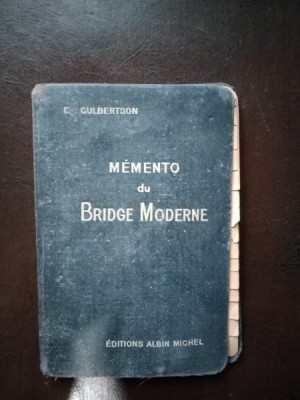 E. CULBERTSON
MÉMENTO
du
BRIDGE MODERNE
ÉDITIONS ALBIN MICHEL